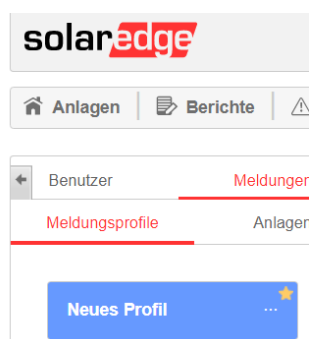 solaredge
Anlagen Berichte
Benutzer Meldungen
Meldungsprofile Anlagen
Neues Profil ...